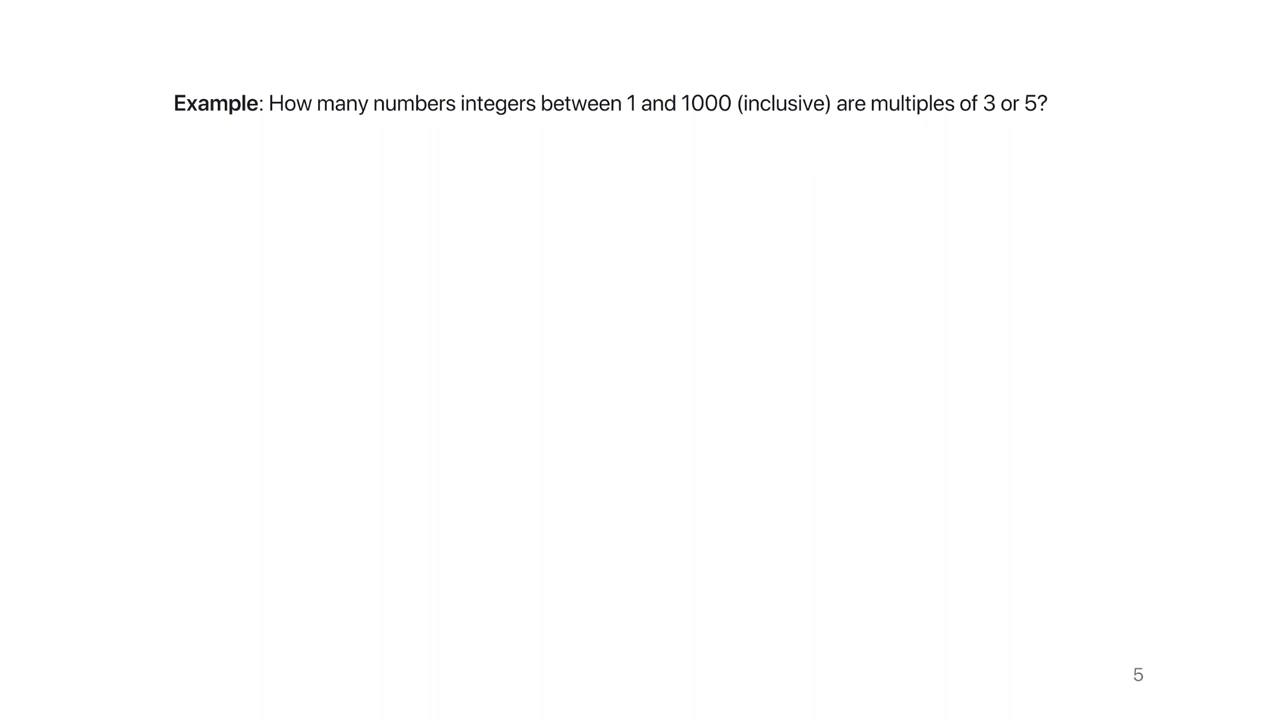 Example: How many numbers integers between 1 and 1000 (inclusive) are multiples of 3 or 5?
5